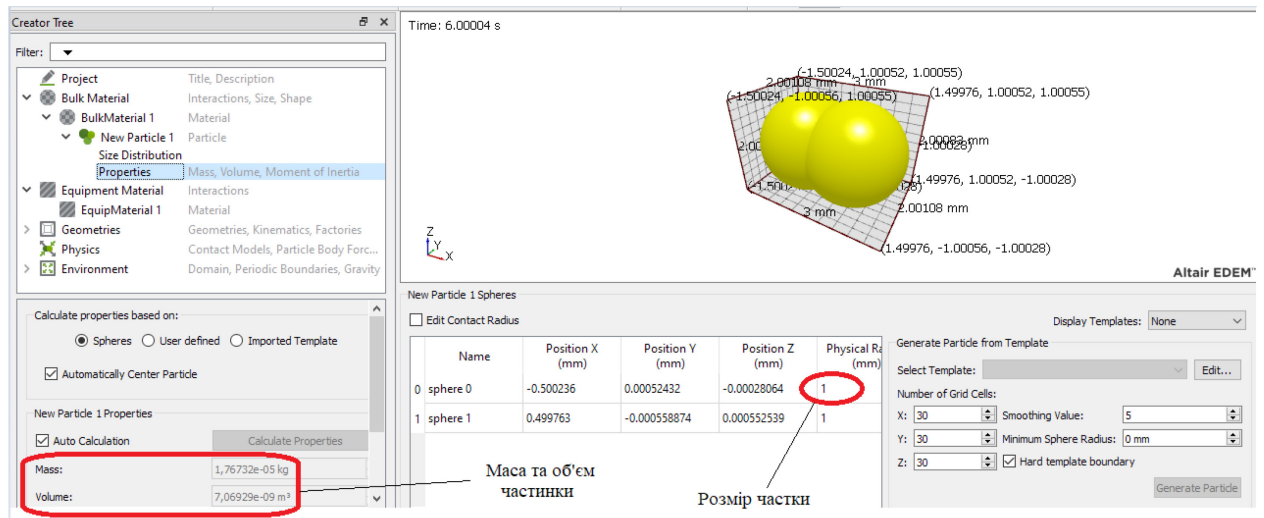 Creator Tree
Filter:
Project Title, Description
Bulk Material Interactions, Size, Shape
BulkMaterial 1 Material
New Particle 1 Particle
Size Distribution
Properties Mass, Volume, Moment of Inertia
Equipment Material Interactions
EquipMaterial 1 Material
Geometries Geometries, Kinematics, Factories
Physics Contact Models, Particle Body Forc...
Environment Domain, Periodic Boundaries, Gravity
Calculate properties based on:
Spheres User defined Imported Template
Automatically Center Particle
New Particle 1 Properties
Auto Calculation Calculate Properties
Mass: 1,76732e-05 kg
Volume: 7,06929e-09 m³
Маса та об'єм
частинки
Time: 6.00004 s
(-1.50024, 1.00052, 1.00055)
2.00108 mm 3 mm
(-1.50024, -1.00056, 1.00055)
(1.49976, 1.00052, 1.00055)
2.00083 mm
1.49976, 1.00052, -1.00028)
3 mm
2.00108 mm
(1.49976, -1.00056, -1.00028)
Z
Y
X
Altair EDEM™
New Particle 1 Spheres
Edit Contact Radius
Display Templates: None
Name Position X (mm) Position Y (mm) Position Z (mm) Physical Ra (mm)
0 sphere 0 -0.500236 0.00052432 -0.00028064 1
1 sphere 1 0.499763 -0.000558874 0.000552539 1
Розмір частки
Generate Particle from Template
Select Template: Edit...
Number of Grid Cells:
X: 30 Smoothing Value: 5
Y: 30 Minimum Sphere Radius: 0 mm
Z: 30 Hard template boundary
Generate Particle